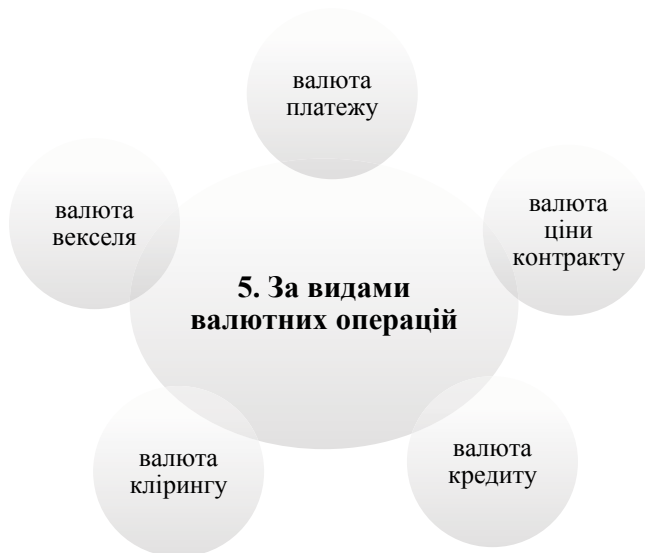 валюта
платежу
валюта
ціни
контракту
валюта
кредиту
валюта
клірингу
валюта
векселя
5. За видами
валютних операцій